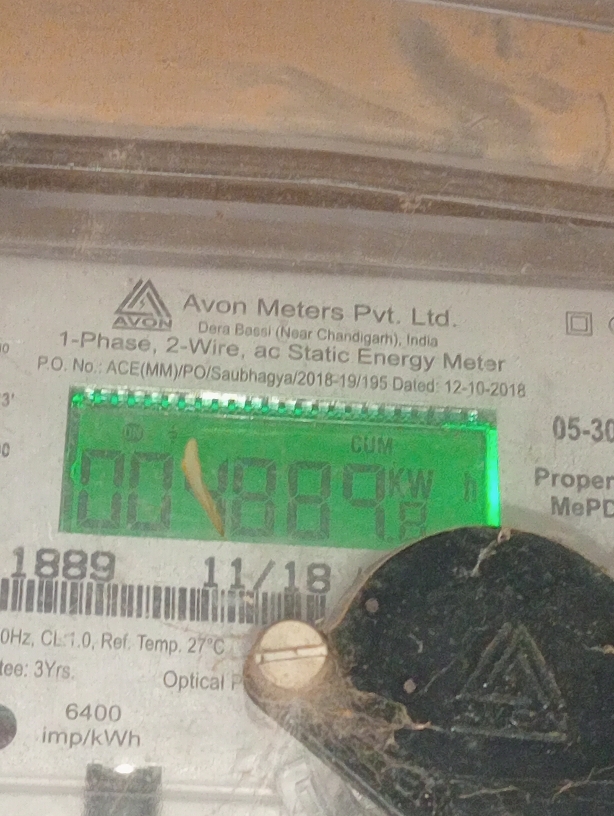 Avon Meters Pvt. Ltd.
AVON
Dera Bassi (Near Chandigarh), India
1-Phase, 2-Wire, ac Static Energy Meter
P.O. No.: ACE(MM)/PO/Saubhagya/2018-19/195 Dated: 12-10-2018
05-30
CUM
KW h
MePD
1889 11/18
0Hz, CL:1.0, Ref. Temp. 27°C
tee: 3Yrs.
Optical
6400
imp/kWh